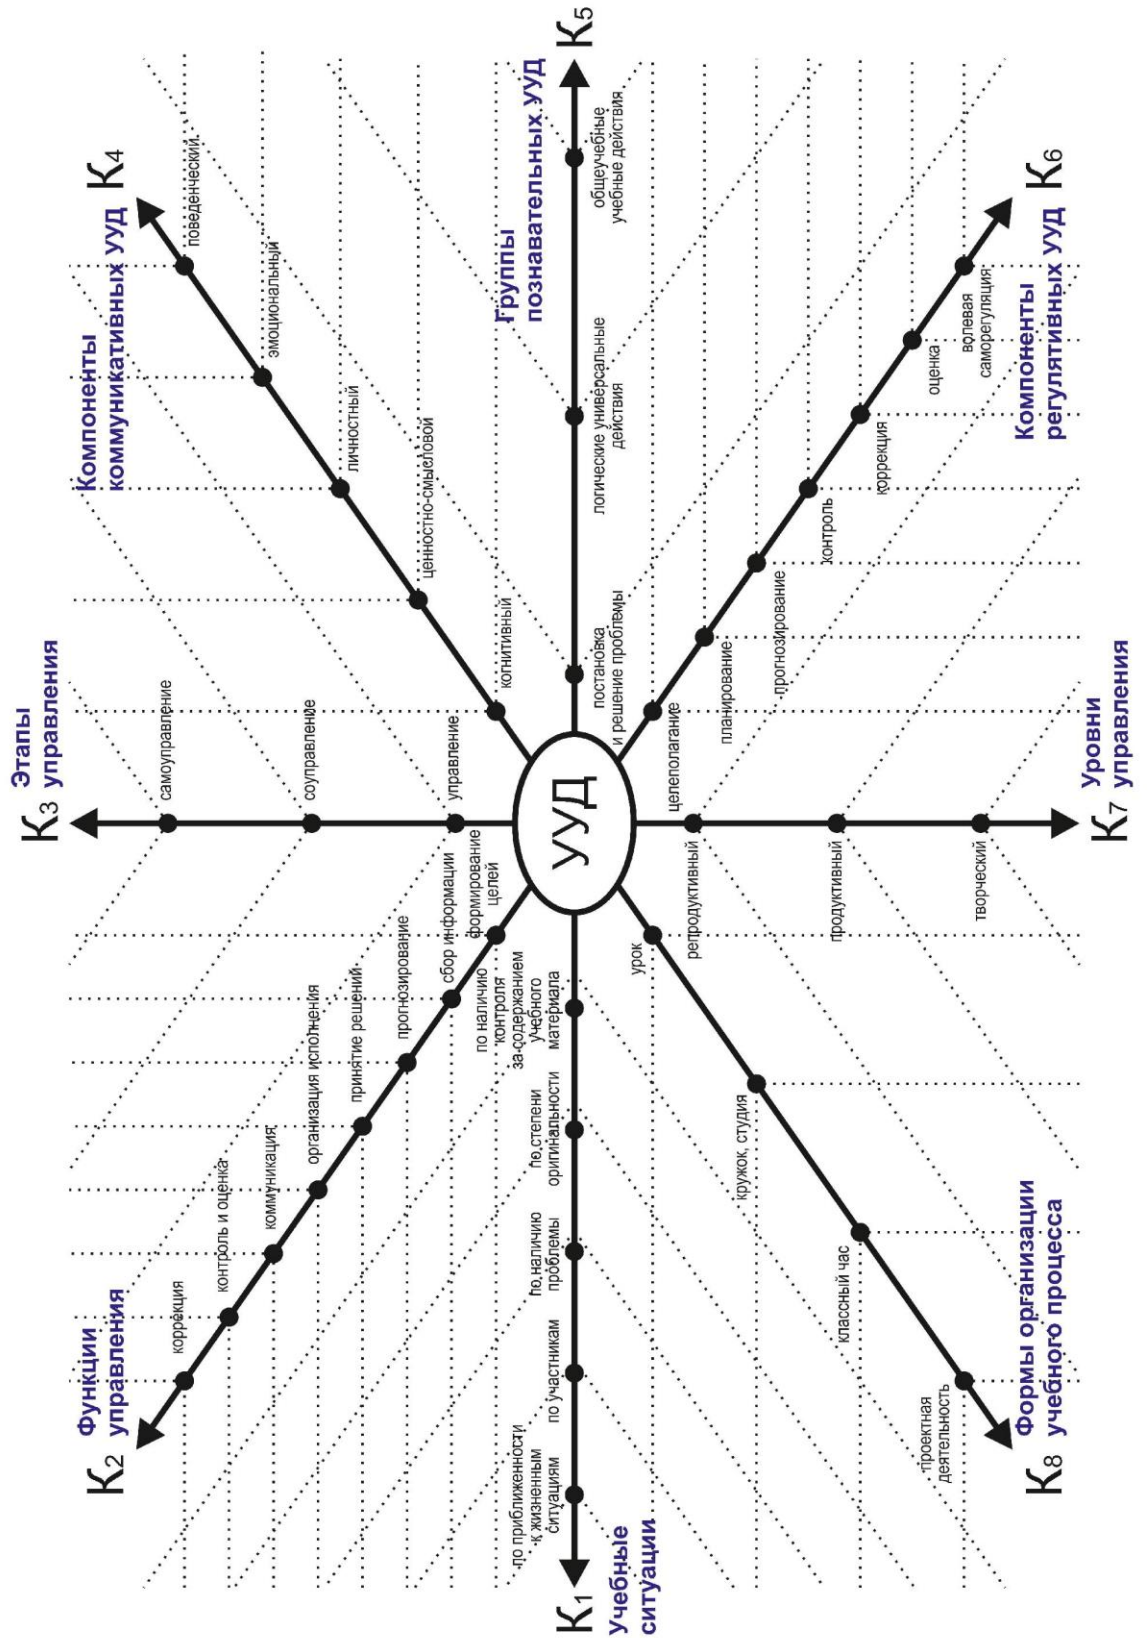 УУД
К1
Учебные
ситуации
по приближенности
к жизненным
ситуациям
по участникам
по наличию
проблемы
по степени
оригинальности
по наличию
контроля
за содержанием
учебного
материала
К2
Функции
управления
коррекция
контроль и оценка
коммуникация
организация исполнения
принятие решений
прогнозирование
сбор информации
формирование
целей
К3
Этапы
управления
самоуправление
соуправление
управление
К4
Компоненты
коммуникативных УУД
поведенческий
эмоциональный
личностный
ценностно-смысловой
когнитивный
К5
Группы
познавательных УУД
общеучебные
учебные действия
логические универсальные
действия
постановка
и решение проблемы
К6
Компоненты
регулятивных УУД
целеполагание
планирование
прогнозирование
контроль
коррекция
оценка
волевая
саморегуляция
К7
Уровни
управления
репродуктивный
продуктивный
творческий
К8
Формы организации
учебного процесса
урок
кружок, студия
классный час
проектная
деятельность